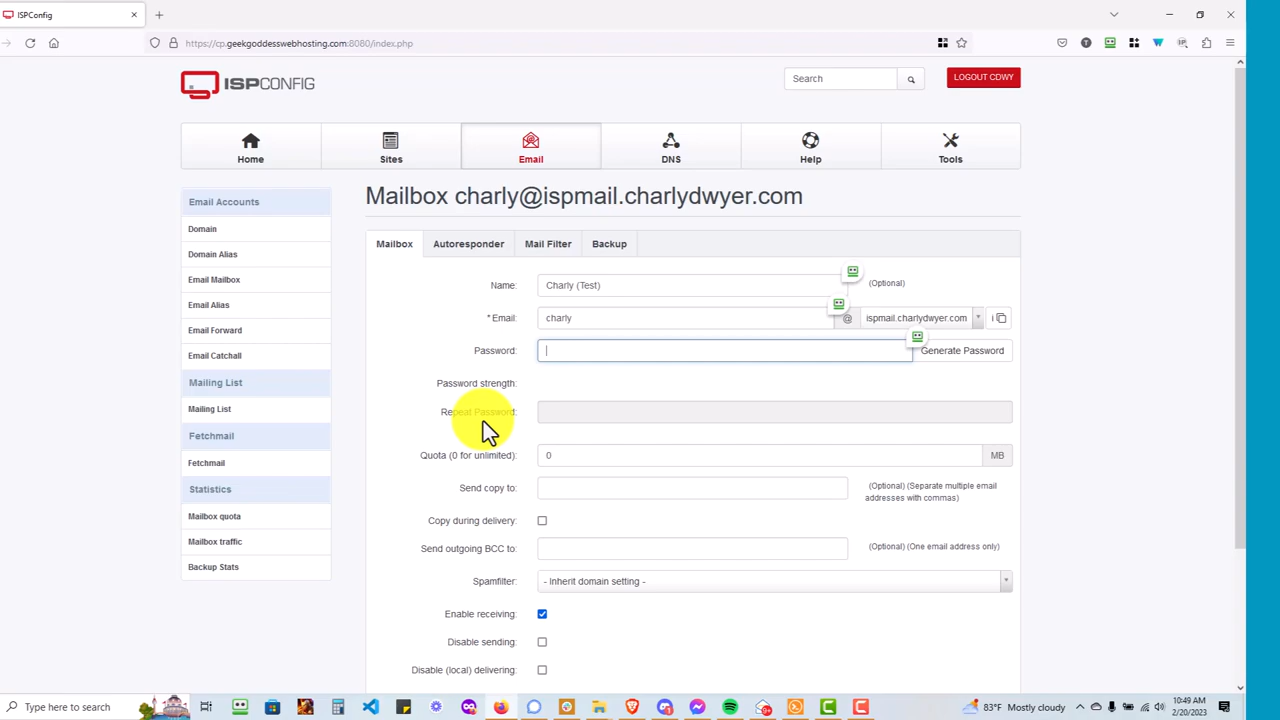 ISPConfig
https://cp.geekgoddesswebhosting.com:8080/index.php
ISPCONFIG
Search
LOGOUT CDWY
Home
Sites
Email
DNS
Help
Tools
Email Accounts
Domain
Domain Alias
Email Mailbox
Email Alias
Email Forward
Email Catchall
Mailing List
Mailing List
Fetchmail
Fetchmail
Statistics
Mailbox quota
Mailbox traffic
Backup Stats
Mailbox charly@ispmail.charlydwyer.com
Mailbox
Autoresponder
Mail Filter
Backup
Name:
Charly (Test)
(Optional)
* Email:
charly
@
ispmail.charlydwyer.com
Password:
Generate Password
Password strength:
Repeat Password:
Quota (0 for unlimited):
0
MB
Send copy to:
(Optional) (Separate multiple email
addresses with commas)
Copy during delivery:
Send outgoing BCC to:
(Optional) (One email address only)
Spamfilter:
- Inherit domain setting -
Enable receiving:
Disable sending:
Disable (local) delivering:
Type here to search
83°F Mostly cloudy
10:49 AM
2/20/2023